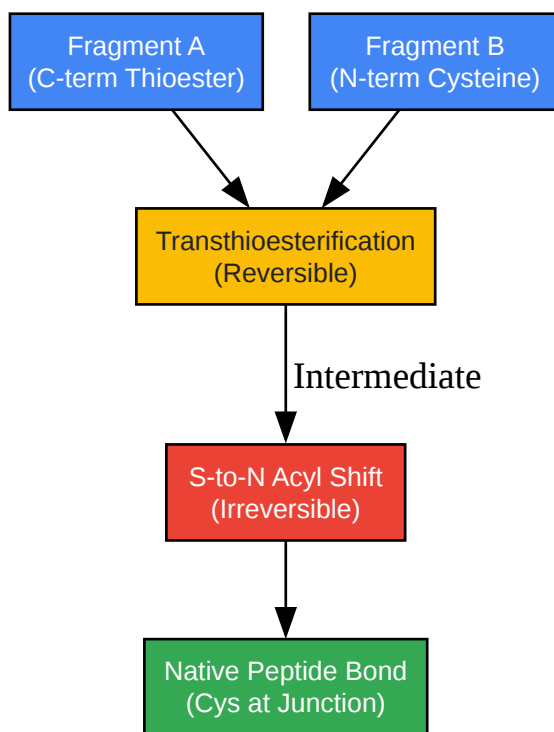 Fragment A
(C-term Thioester)
Fragment B
(N-term Cysteine)
Transthioesterification
(Reversible)
Intermediate
S-to-N Acyl Shift
(Irreversible)
Native Peptide Bond
(Cys at Junction)